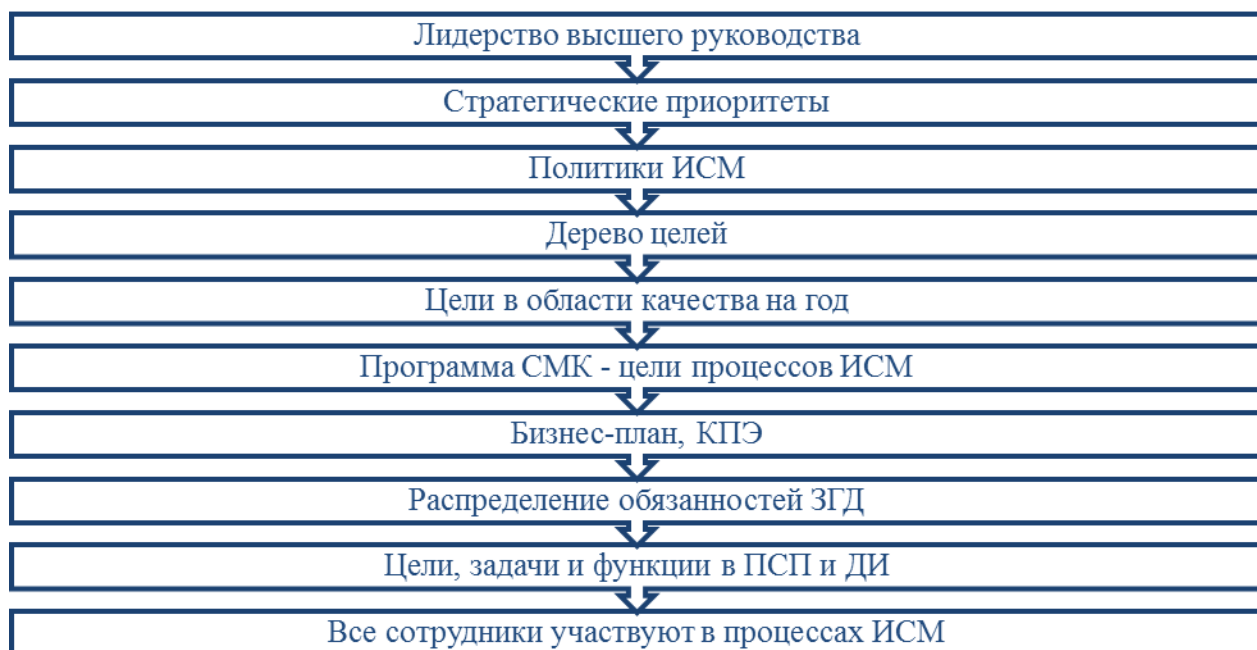 Лидерство высшего руководства
Стратегические приоритеты
Политики ИСМ
Дерево целей
Цели в области качества на год
Программа СМК - цели процессов ИСМ
Бизнес-план, КПЭ
Распределение обязанностей ЗГД
Цели, задачи и функции в ПСП и ДИ
Все сотрудники участвуют в процессах ИСМ